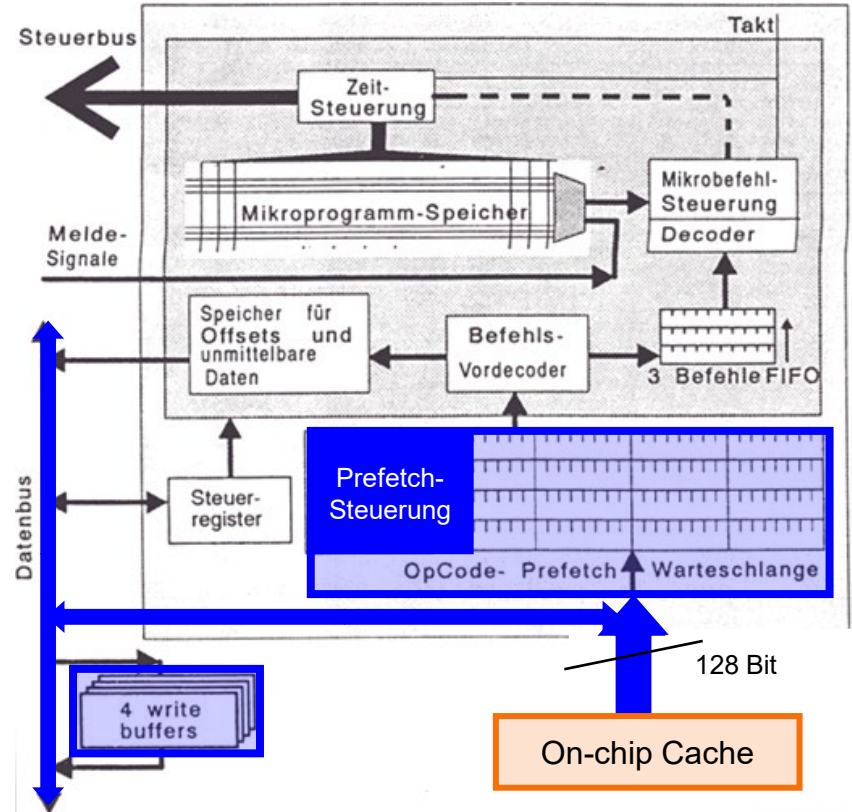 Takt
Steuerbus
Zeit-
Steuerung
Mikroprogramm-Speicher
Mikrobefehl-
Steuerung
Decoder
Melde-
Signale
Speicher für
Offsets und
unmittelbare
Daten
Befehls-
Vordecoder
3 Befehle FIFO
Steuer-
register
Prefetch-
Steuerung
OpCode- Prefetch Warteschlange
Datenbus
128 Bit
4 write
buffers
On-chip Cache